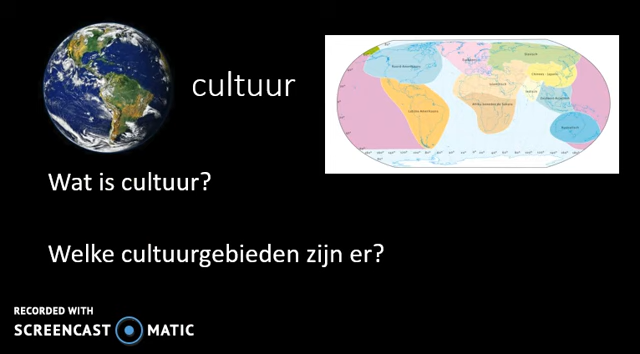 cultuur
Wat is cultuur?
Welke cultuurgebieden zijn er?
RECORDED WITH
SCREENCAST MATIC